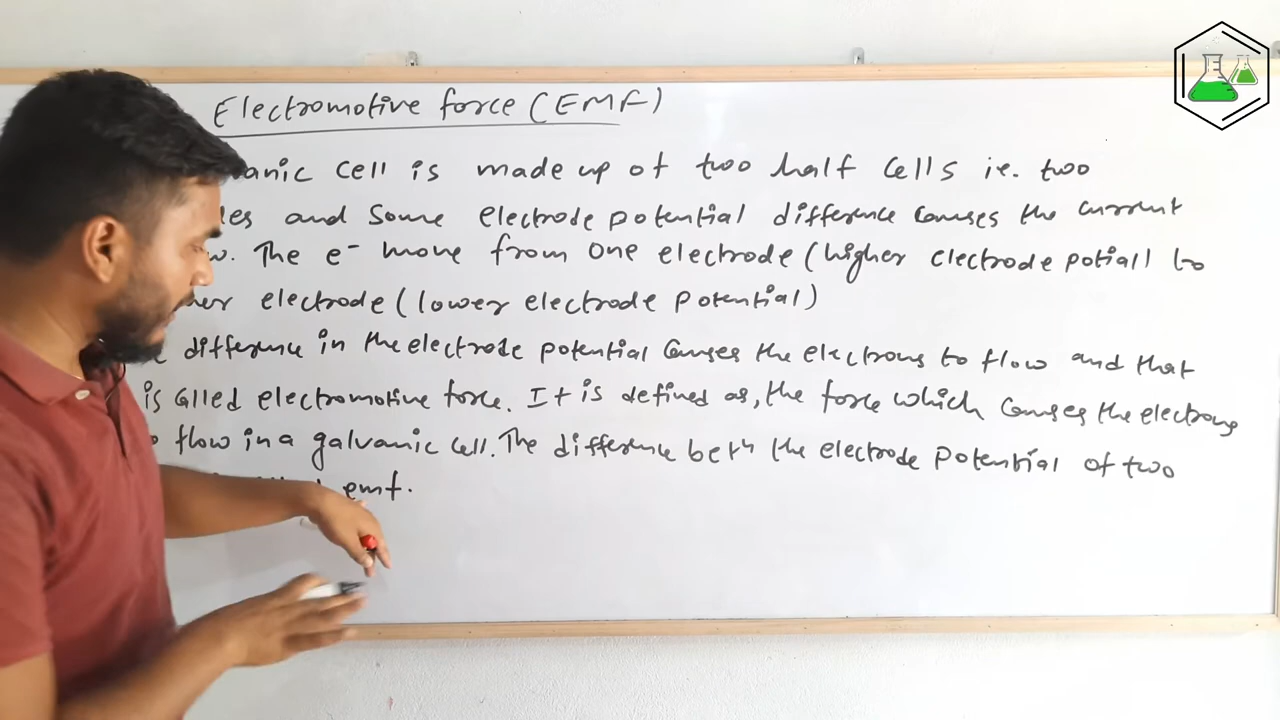 Electromotive force (EMF)
anic cell is made up of two half cells ie. two
les and some electrode potential difference causes the current
w. The e- move from one electrode (higher electrode potiall to
her electrode (lower electrode potential)
difference in the electrode potential causes the electrons to flow and that
is called electromotive force. It is defined as, the force which causes the electrons
flow in a galvanic cell. The difference betn the electrode potential of two
emf.